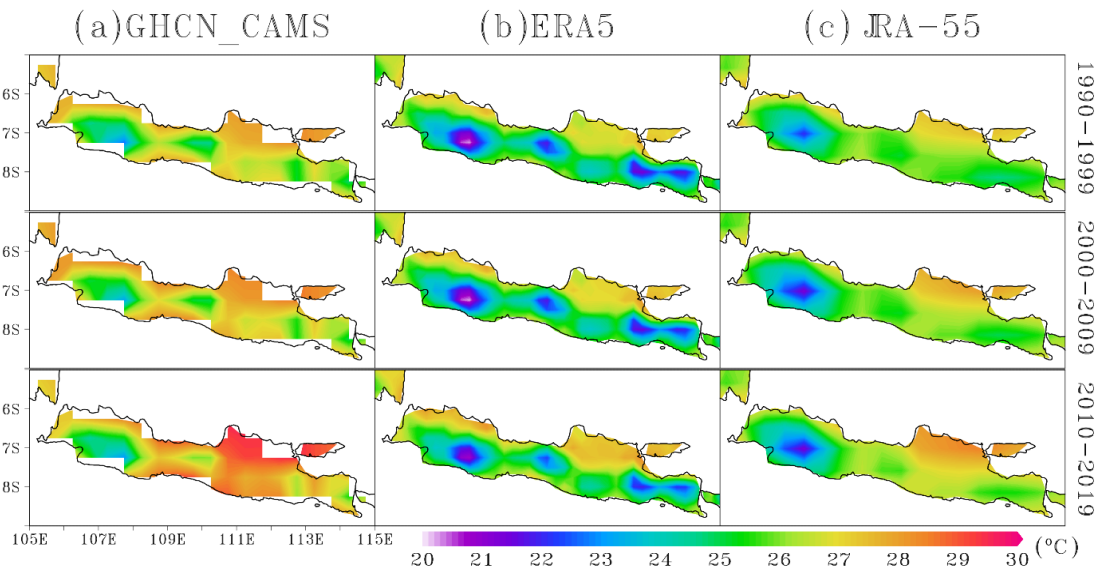 (a)GHCN_CAMS (b)ERA5 (c) JRA-55
6S
7S
8S
1990-1999
6S
7S
8S
2000-2009
6S
7S
8S
2010-2019
105E 107E 109E 111E 113E 115E
20 21 22 23 24 25 26 27 28 29 30 (°C)